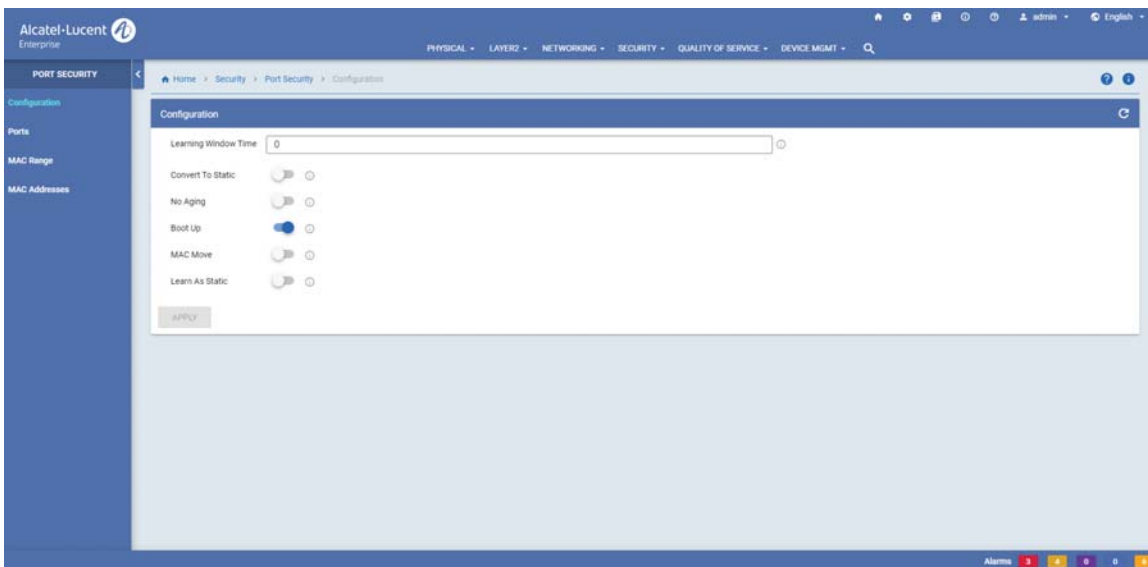 Alcatel·Lucent
Enterprise
admin
English
PHYSICAL
LAYER2
NETWORKING
SECURITY
QUALITY OF SERVICE
DEVICE MGMT
PORT SECURITY
Home > Security > Port Security > Configuration
Configuration
Ports
MAC Range
MAC Addresses
Configuration
Learning Window Time 0
Convert To Static
No Aging
Boot Up
MAC Move
Learn As Static
APPLY
Alarms 3 4 0 0